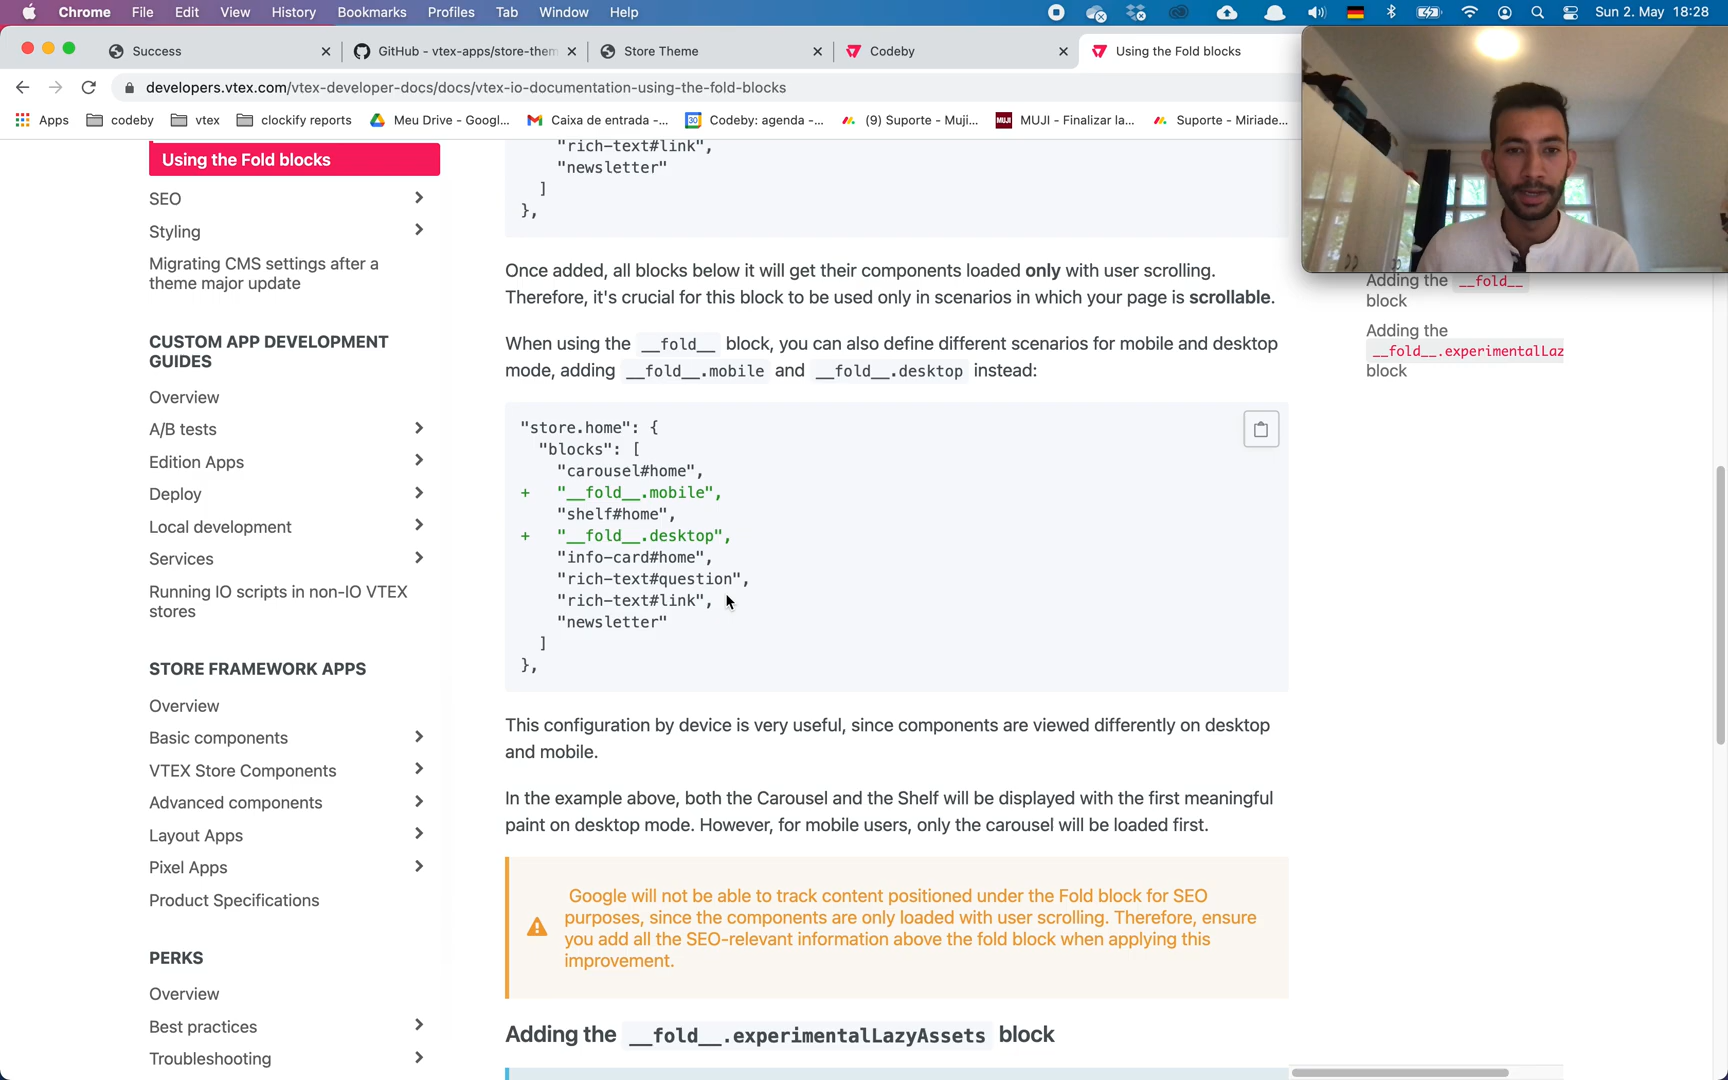 Chrome File Edit View History Bookmarks Profiles Tab Window Help Sun 2. May 18:28
Success
GitHub - vtex-apps/store-them
Store Theme
Codeby
Using the Fold blocks
developers.vtex.com/vtex-developer-docs/docs/vtex-io-documentation-using-the-fold-blocks
Apps codeby vtex clockify reports Meu Drive - Googl... Caixa de entrada -... Codeby: agenda -... (9) Suporte - Muji... MUJI - Finalizar la... Suporte - Miriade...
Using the Fold blocks
SEO
Styling
Migrating CMS settings after a
theme major update
CUSTOM APP DEVELOPMENT
GUIDES
Overview
A/B tests
Edition Apps
Deploy
Local development
Services
Running IO scripts in non-IO VTEX
stores
STORE FRAMEWORK APPS
Overview
Basic components
VTEX Store Components
Advanced components
Layout Apps
Pixel Apps
Product Specifications
PERKS
Overview
Best practices
Troubleshooting
"rich-text#link",
"newsletter"
]
},
Once added, all blocks below it will get their components loaded only with user scrolling.
Therefore, it's crucial for this block to be used only in scenarios in which your page is scrollable.
When using the __fold__ block, you can also define different scenarios for mobile and desktop
mode, adding __fold__.mobile and __fold__.desktop instead:
"store.home": {
"blocks": [
"carousel#home",
+ "__fold__.mobile",
"shelf#home",
+ "__fold__.desktop",
"info-card#home",
"rich-text#question",
"rich-text#link",
"newsletter"
]
},
This configuration by device is very useful, since components are viewed differently on desktop
and mobile.
In the example above, both the Carousel and the Shelf will be displayed with the first meaningful
paint on desktop mode. However, for mobile users, only the carousel will be loaded first.
Google will not be able to track content positioned under the Fold block for SEO
purposes, since the components are only loaded with user scrolling. Therefore, ensure
you add all the SEO-relevant information above the fold block when applying this
improvement.
Adding the __fold__.experimentalLazyAssets block
Adding the __fold__
block
Adding the
__fold__.experimentalLaz
block